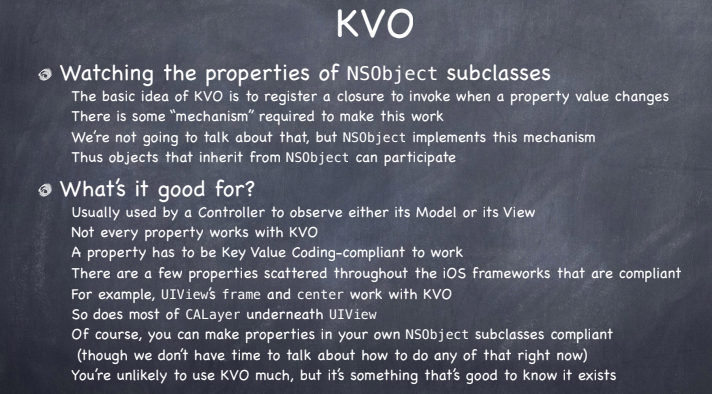 KVO
Watching the properties of NSObject subclasses
The basic idea of KVO is to register a closure to invoke when a property value changes
There is some “mechanism” required to make this work
We’re not going to talk about that, but NSObject implements this mechanism
Thus objects that inherit from NSObject can participate
What’s it good for?
Usually used by a Controller to observe either its Model or its View
Not every property works with KVO
A property has to be Key Value Coding-compliant to work
There are a few properties scattered throughout the iOS frameworks that are compliant
For example, UIView’s frame and center work with KVO
So does most of CALayer underneath UIView
Of course, you can make properties in your own NSObject subclasses compliant
(though we don’t have time to talk about how to do any of that right now)
You’re unlikely to use KVO much, but it’s something that’s good to know it exists